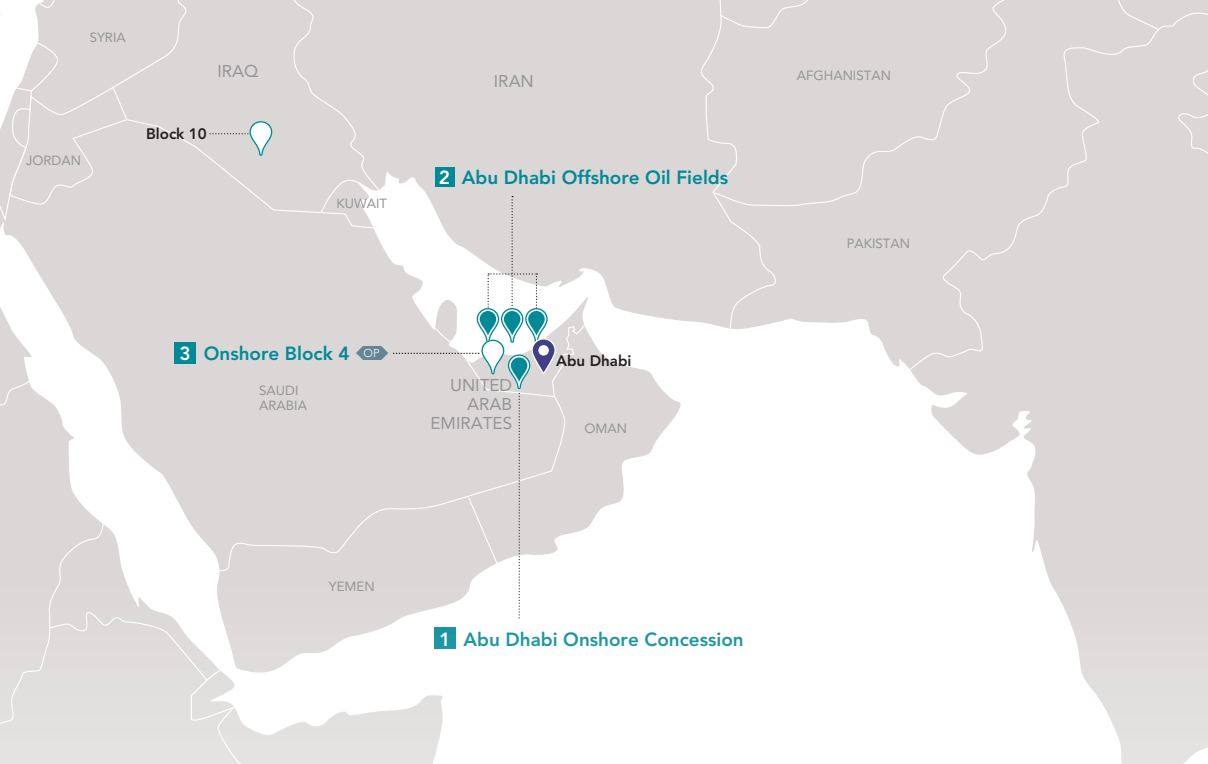 SYRIA
IRAQ
IRAN
AFGHANISTAN
Block 10
JORDAN
2 Abu Dhabi Offshore Oil Fields
KUWAIT
PAKISTAN
3 Onshore Block 4 OP
Abu Dhabi
SAUDI
ARABIA
UNITED
ARAB
EMIRATES
OMAN
YEMEN
1 Abu Dhabi Onshore Concession